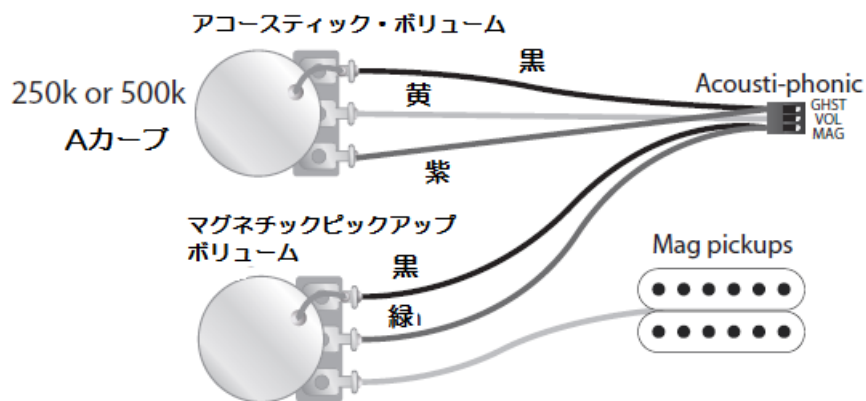 アコースティック・ボリューム
黒
250k or 500k
Aカーブ
黄
紫
Acousti-phonic
GHST
VOL
MAG
マグネチックピックアップ
ボリューム
黒
緑
Mag pickups